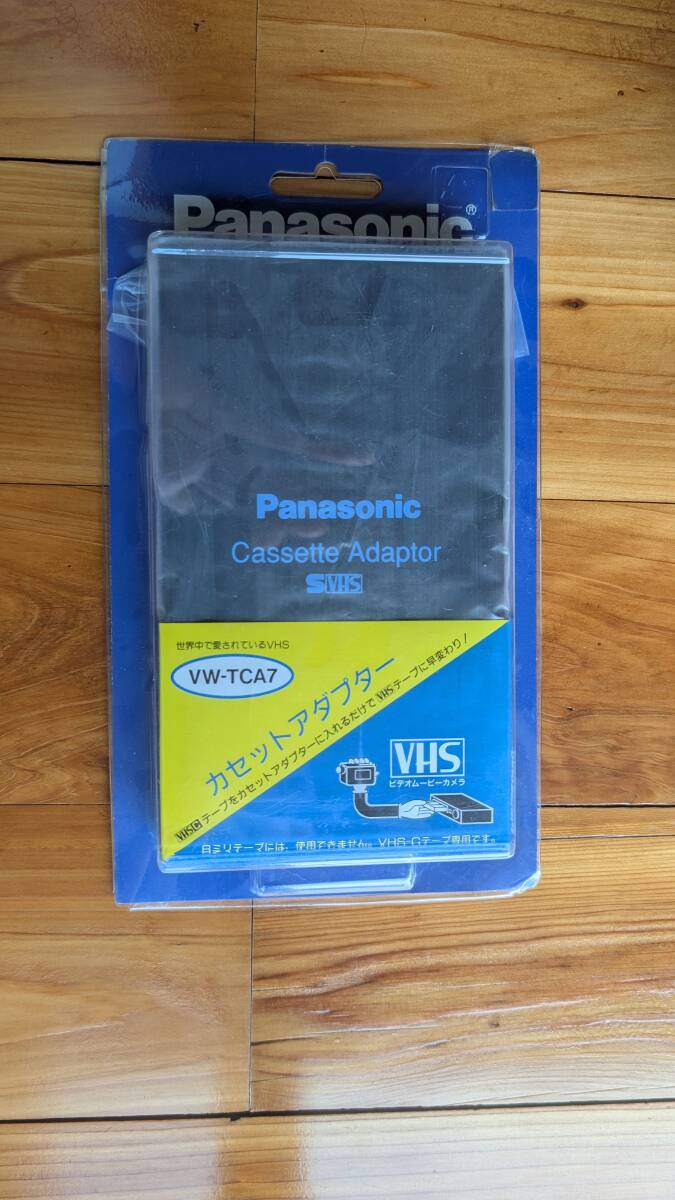 Panasonic®
Panasonic
Cassette Adaptor
S VHS
世界中で愛されているVHS
VW-TCA7
カセットアダプター
VHSCテープをカセットアダプターに入れるだけでVHSテープに早変わり!
VHS
ビデオムービーカメラ
8ミリテープには、使用できません。VHS-Cテープ専用です。